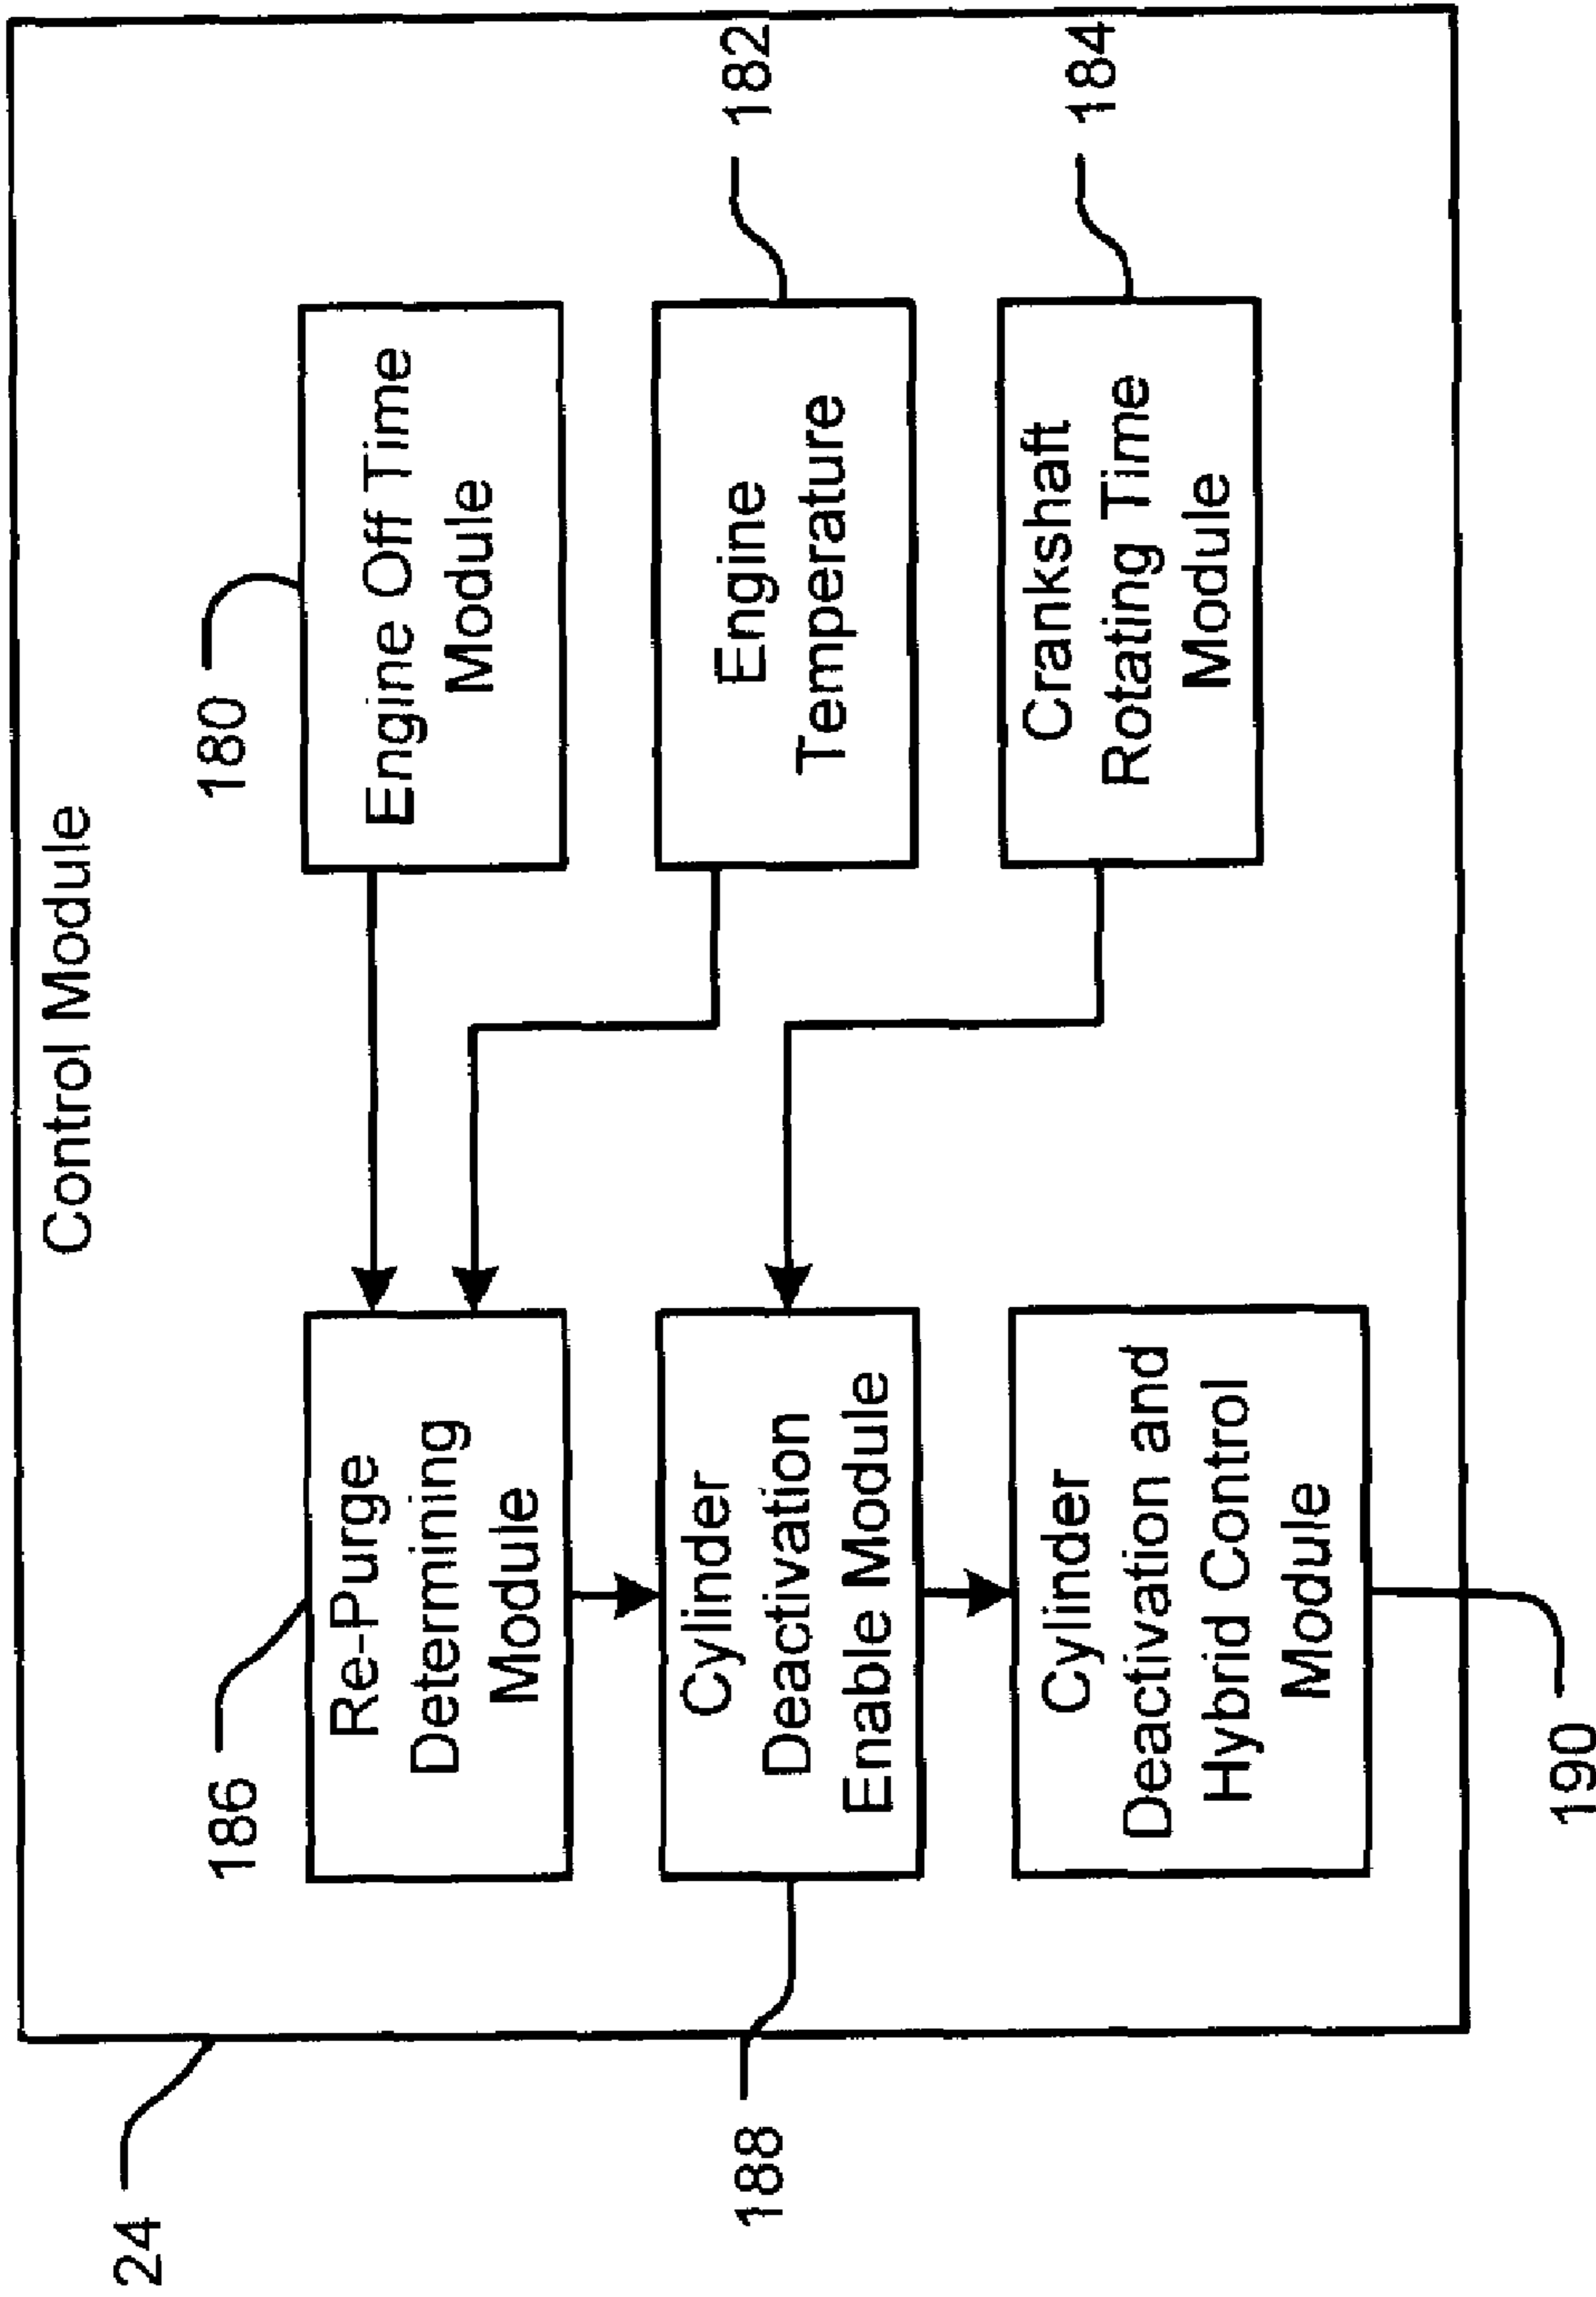 Control Module
24
186
Re-Purge
Determining
Module
180
Engine Off Time
Module
188
Cylinder
Deactivation
Enable Module
Engine
Temperature
182
Cylinder
Deactivation and
Hybrid Control
Module
190
Crankshaft
Rotating Time
Module
184